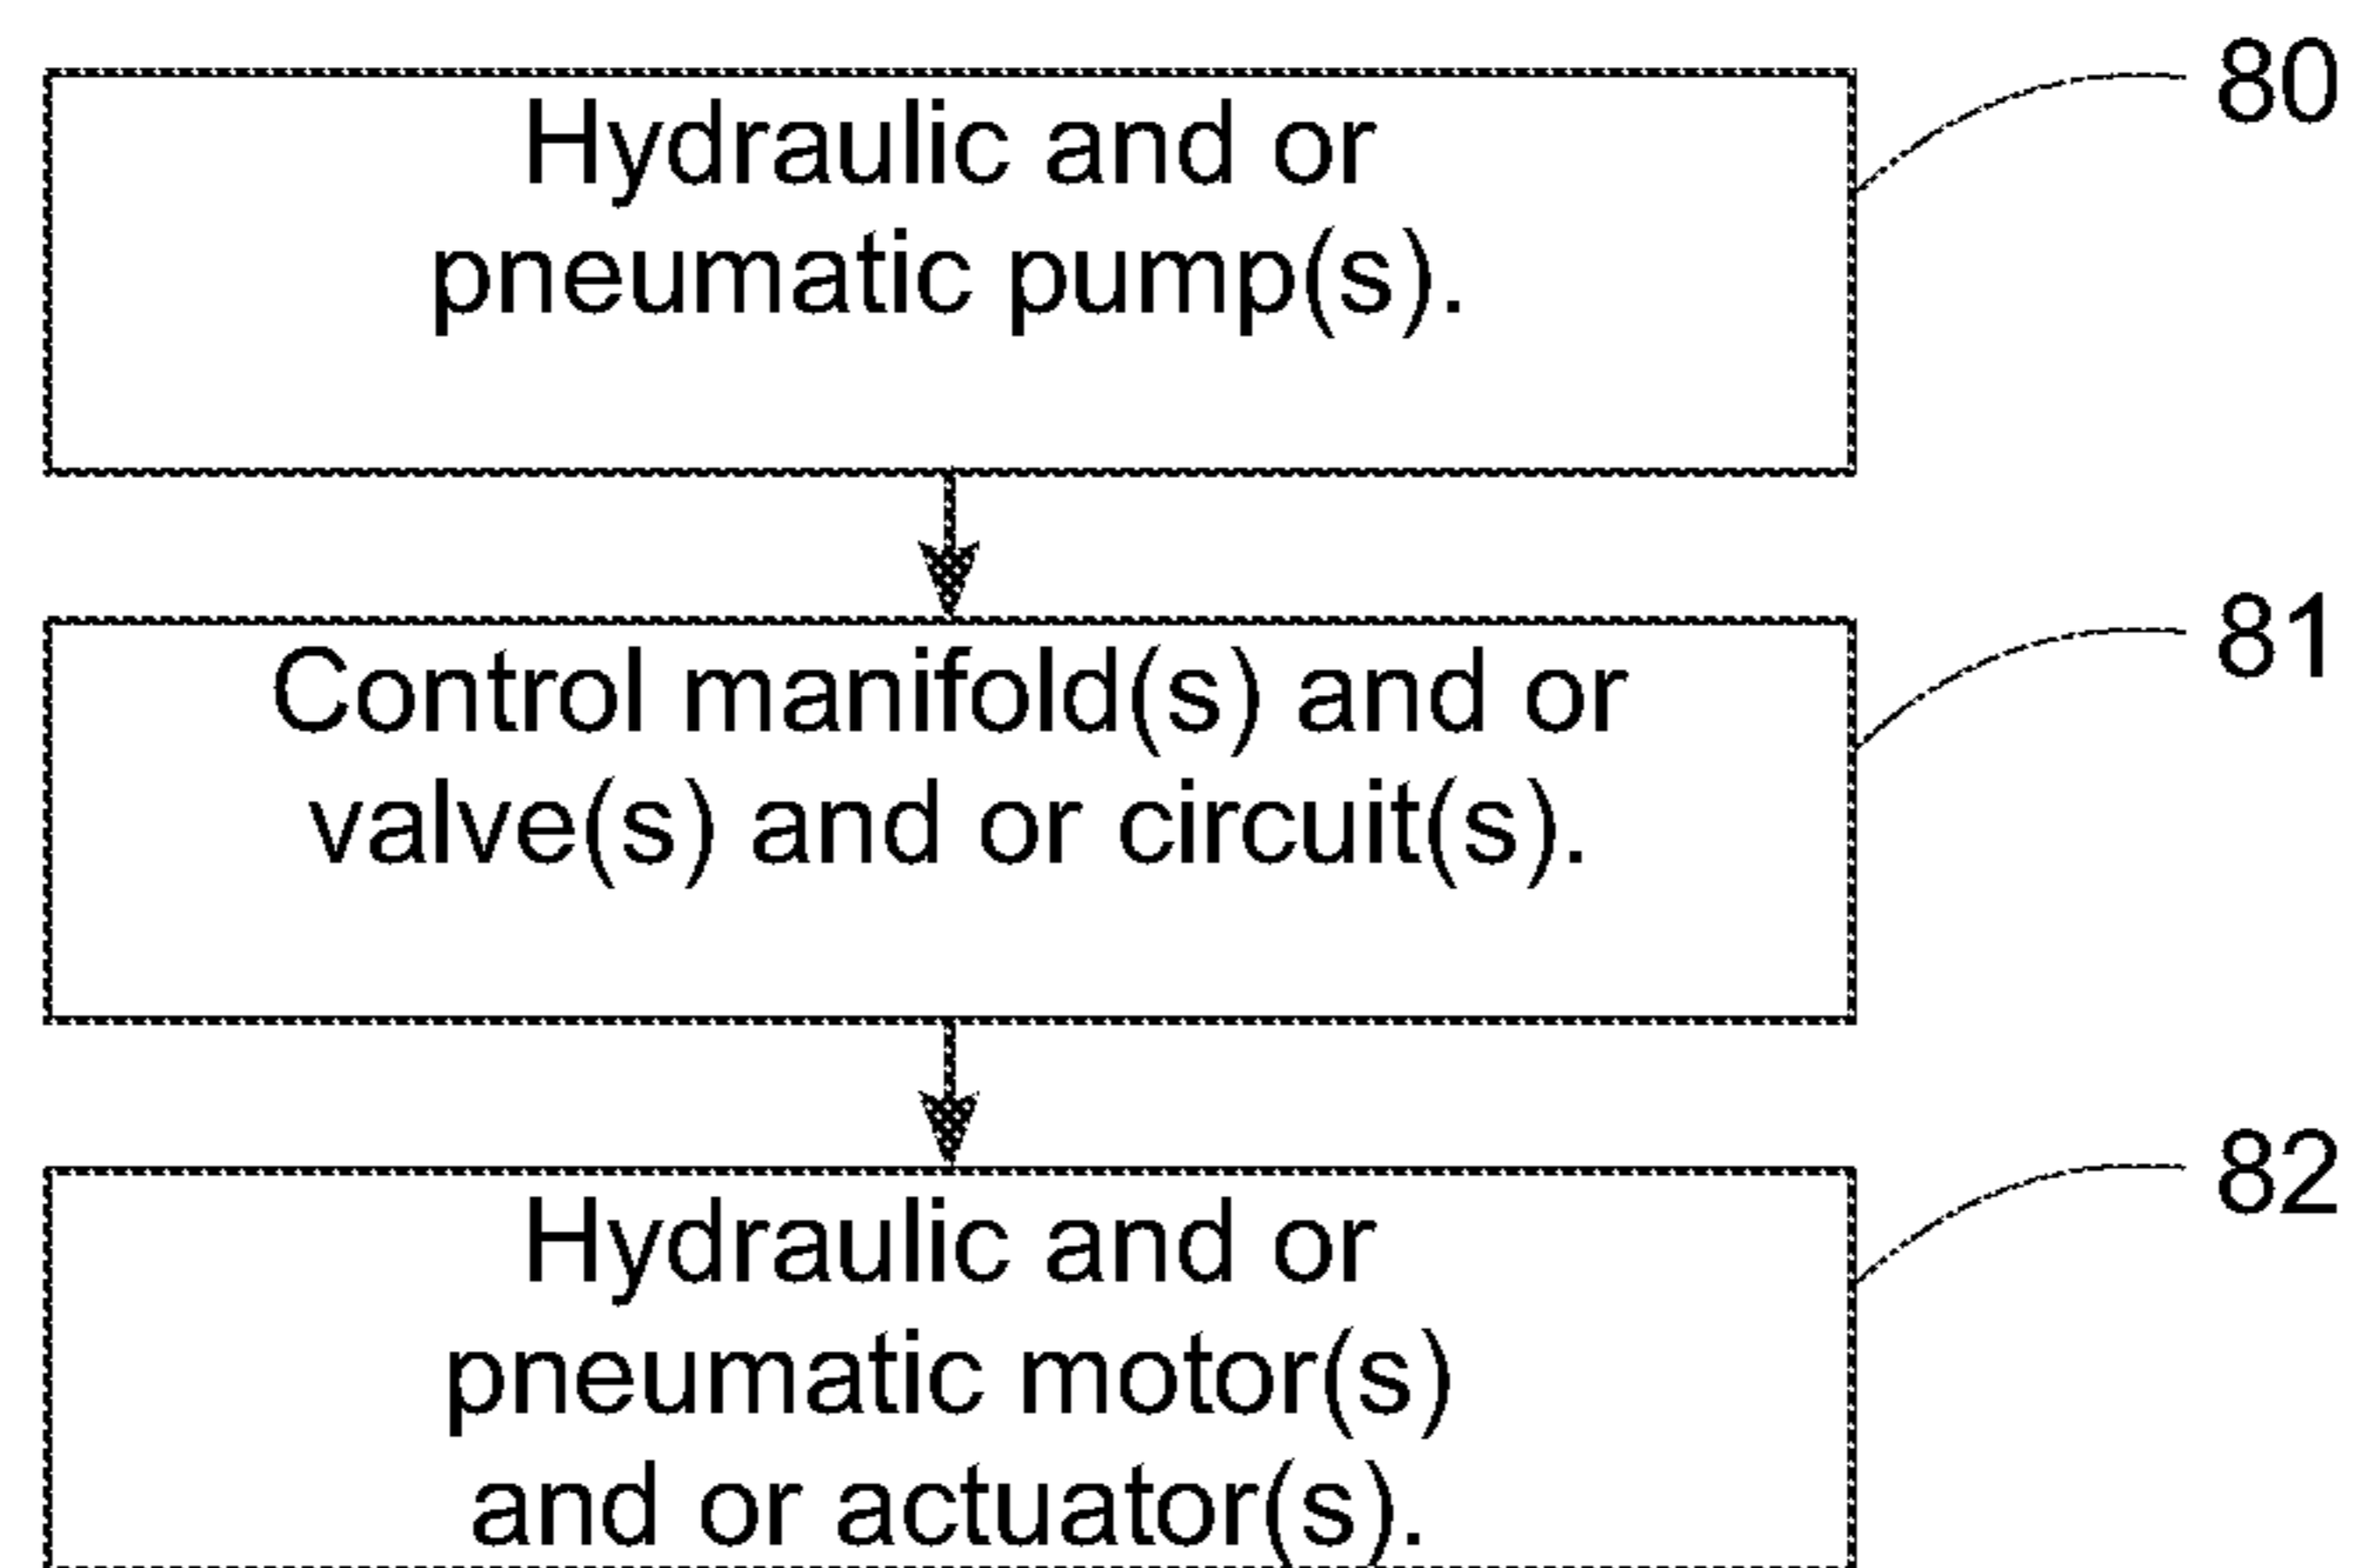 Hydraulic and or
pneumatic pump(s).
80
Control manifold(s) and or
valve(s) and or circuit(s).
81
Hydraulic and or
pneumatic motor(s)
and or actuator(s).
82